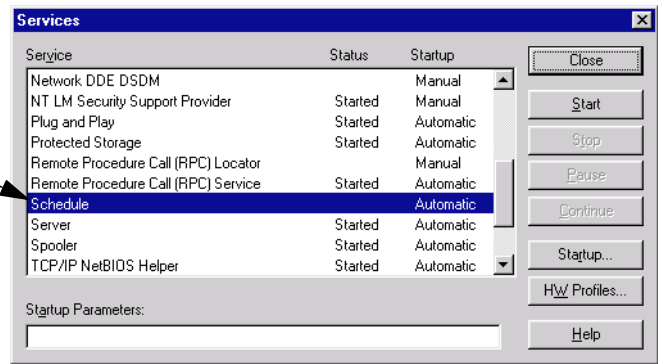 Services
Service Status Startup
Network DDE DSDM Manual
NT LM Security Support Provider Started Manual
Plug and Play Started Automatic
Protected Storage Started Automatic
Remote Procedure Call (RPC) Locator Manual
Remote Procedure Call (RPC) Service Started Automatic
Schedule Automatic
Server Started Automatic
Spooler Started Automatic
TCP/IP NetBIOS Helper Started Automatic
Startup Parameters:
Close
Start
Stop
Pause
Continue
Startup...
HW Profiles...
Help